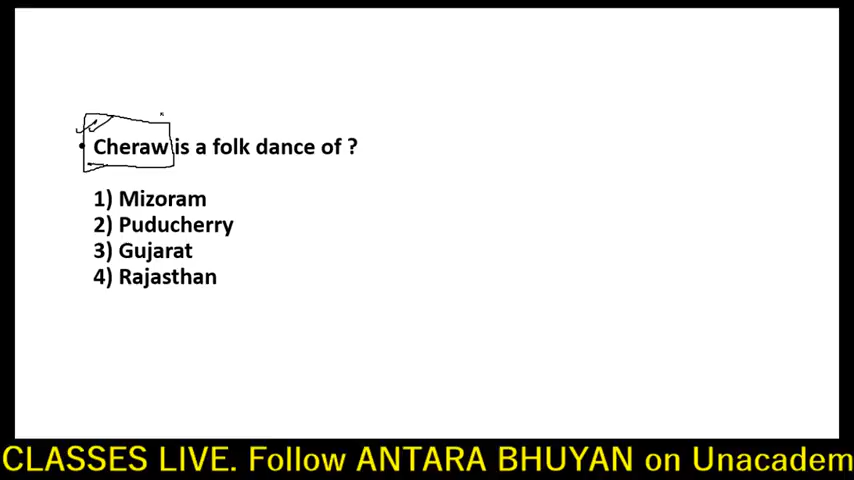 • Cheraw is a folk dance of ?
1) Mizoram
2) Puducherry
3) Gujarat
4) Rajasthan
CLASSES LIVE. Follow ANTARA BHUYAN on Unacadem